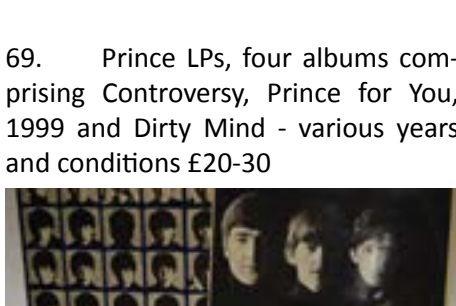 69. Prince LPs, four albums com-
prising Controversy, Prince for You,
1999 and Dirty Mind - various years
and conditions £20-30